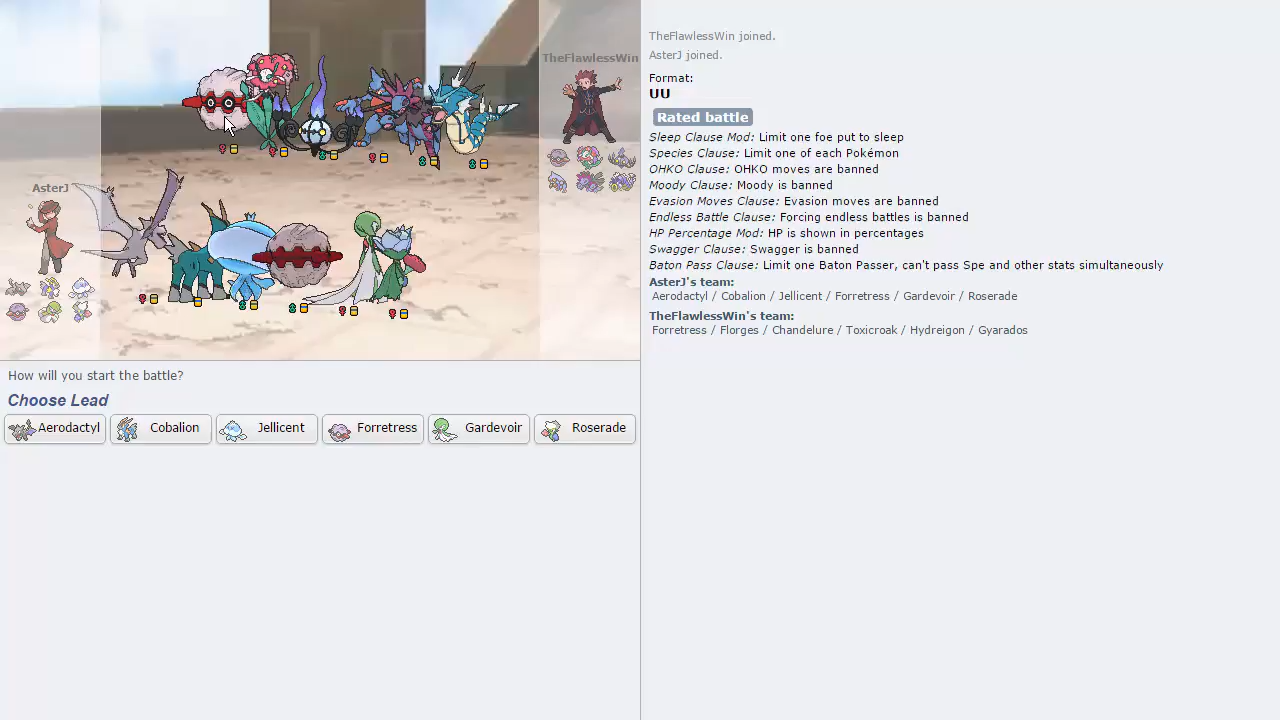 TheFlawlessWin
AsterJ
How will you start the battle?
Choose Lead
Aerodactyl
Cobalion
Jellicent
Forretress
Gardevoir
Roserade
TheFlawlessWin joined.
AsterJ joined.
Format:
UU
Rated battle
Sleep Clause Mod: Limit one foe put to sleep
Species Clause: Limit one of each Pokémon
OHKO Clause: OHKO moves are banned
Moody Clause: Moody is banned
Evasion Moves Clause: Evasion moves are banned
Endless Battle Clause: Forcing endless battles is banned
HP Percentage Mod: HP is shown in percentages
Swagger Clause: Swagger is banned
Baton Pass Clause: Limit one Baton Passer, can't pass Spe and other stats simultaneously
AsterJ's team:
Aerodactyl / Cobalion / Jellicent / Forretress / Gardevoir / Roserade
TheFlawlessWin's team:
Forretress / Florges / Chandelure / Toxicroak / Hydreigon / Gyarados